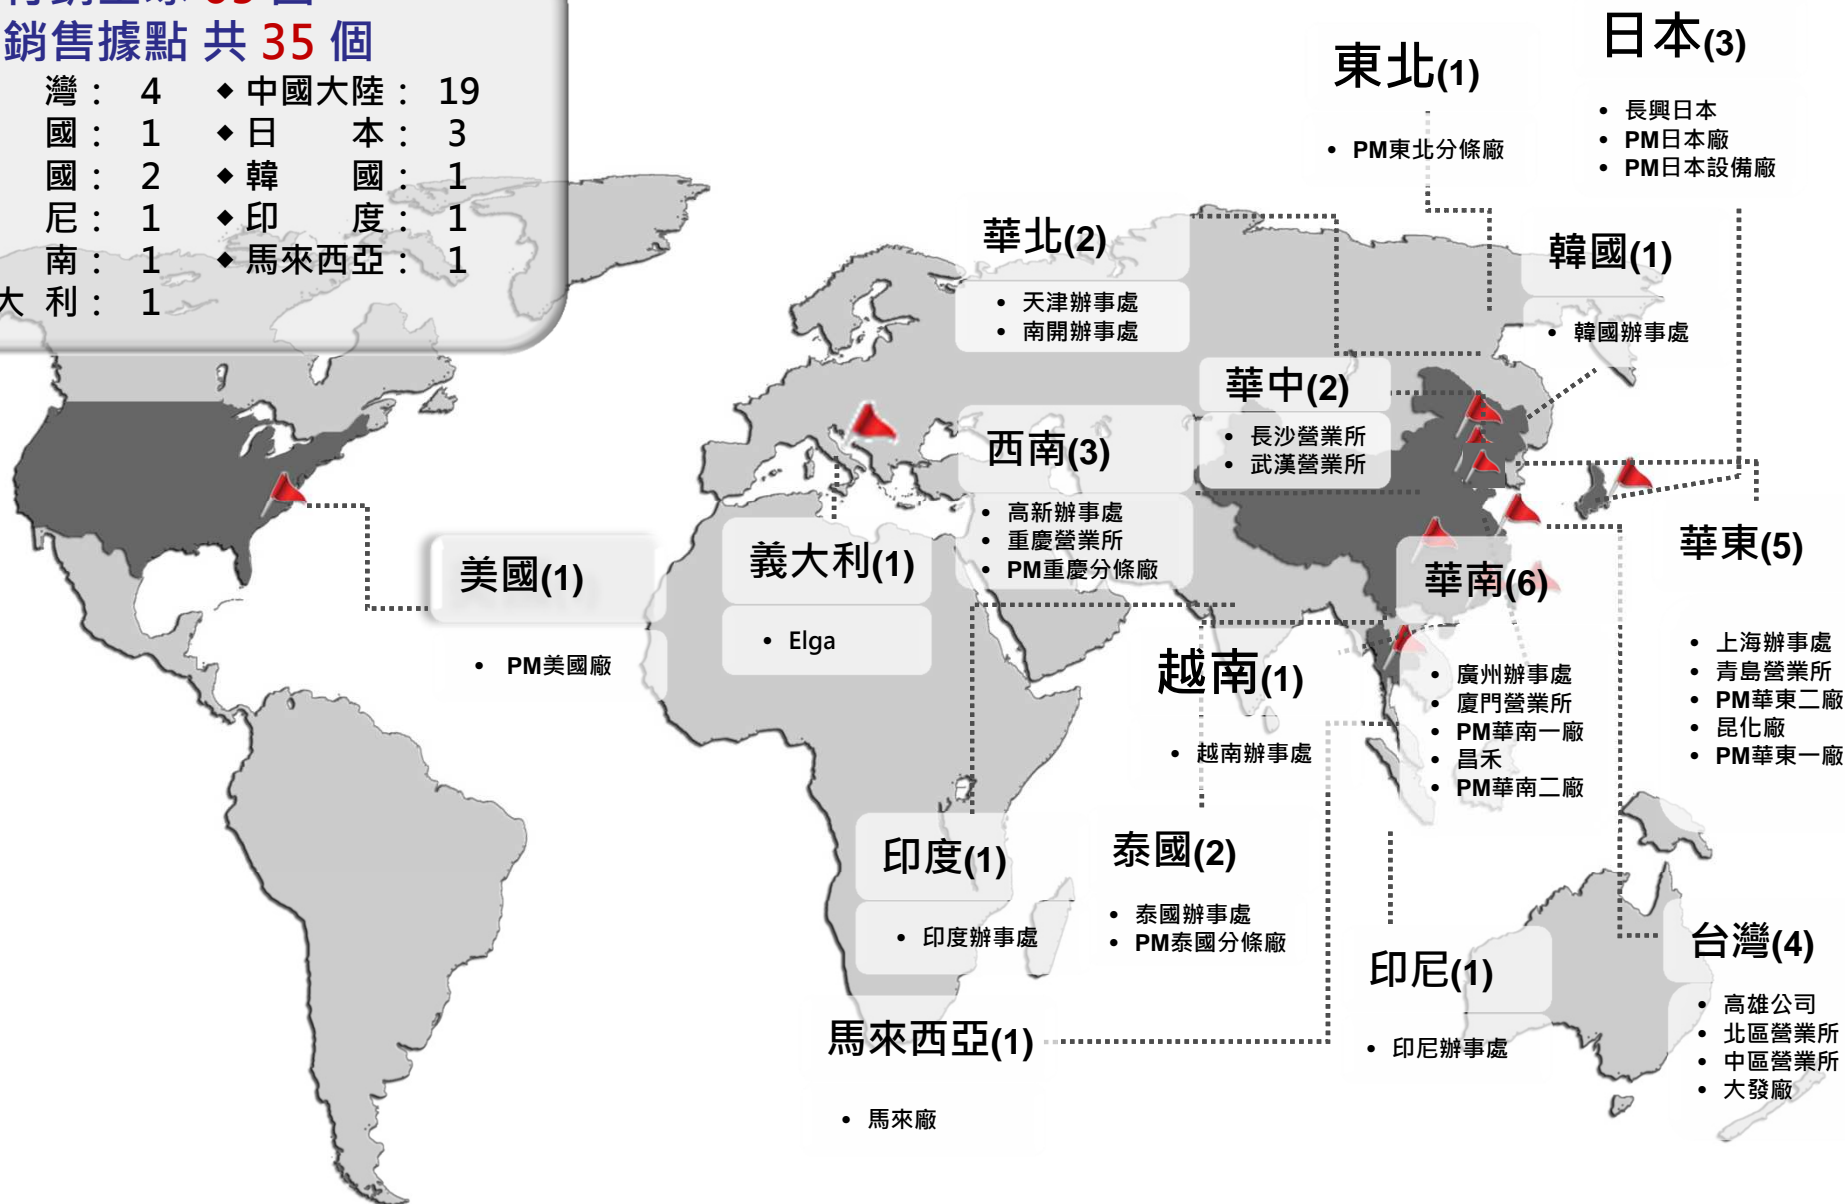 銷售據點 共 35 個
灣： 4 ◆ 中國大陸： 19
國： 1 ◆ 日 本： 3
國： 2 ◆ 韓 國： 1
尼： 1 ◆ 印 度： 1
南： 1 ◆ 馬來西亞： 1
大 利： 1
東北(1)
• PM東北分條廠
日本(3)
• 長興日本
• PM日本廠
• PM日本設備廠
華北(2)
• 天津辦事處
• 南開辦事處
韓國(1)
• 韓國辦事處
華中(2)
• 長沙營業所
• 武漢營業所
西南(3)
• 高新辦事處
• 重慶營業所
• PM重慶分條廠
美國(1)
• PM美國廠
義大利(1)
• Elga
華南(6)
• 廣州辦事處
• 廈門營業所
• PM華南一廠
• 昌禾
• PM華南二廠
華東(5)
• 上海辦事處
• 青島營業所
• PM華東二廠
• 昆化廠
• PM華東一廠
越南(1)
• 越南辦事處
印度(1)
• 印度辦事處
泰國(2)
• 泰國辦事處
• PM泰國分條廠
印尼(1)
• 印尼辦事處
台灣(4)
• 高雄公司
• 北區營業所
• 中區營業所
• 大發廠
馬來西亞(1)
• 馬來廠